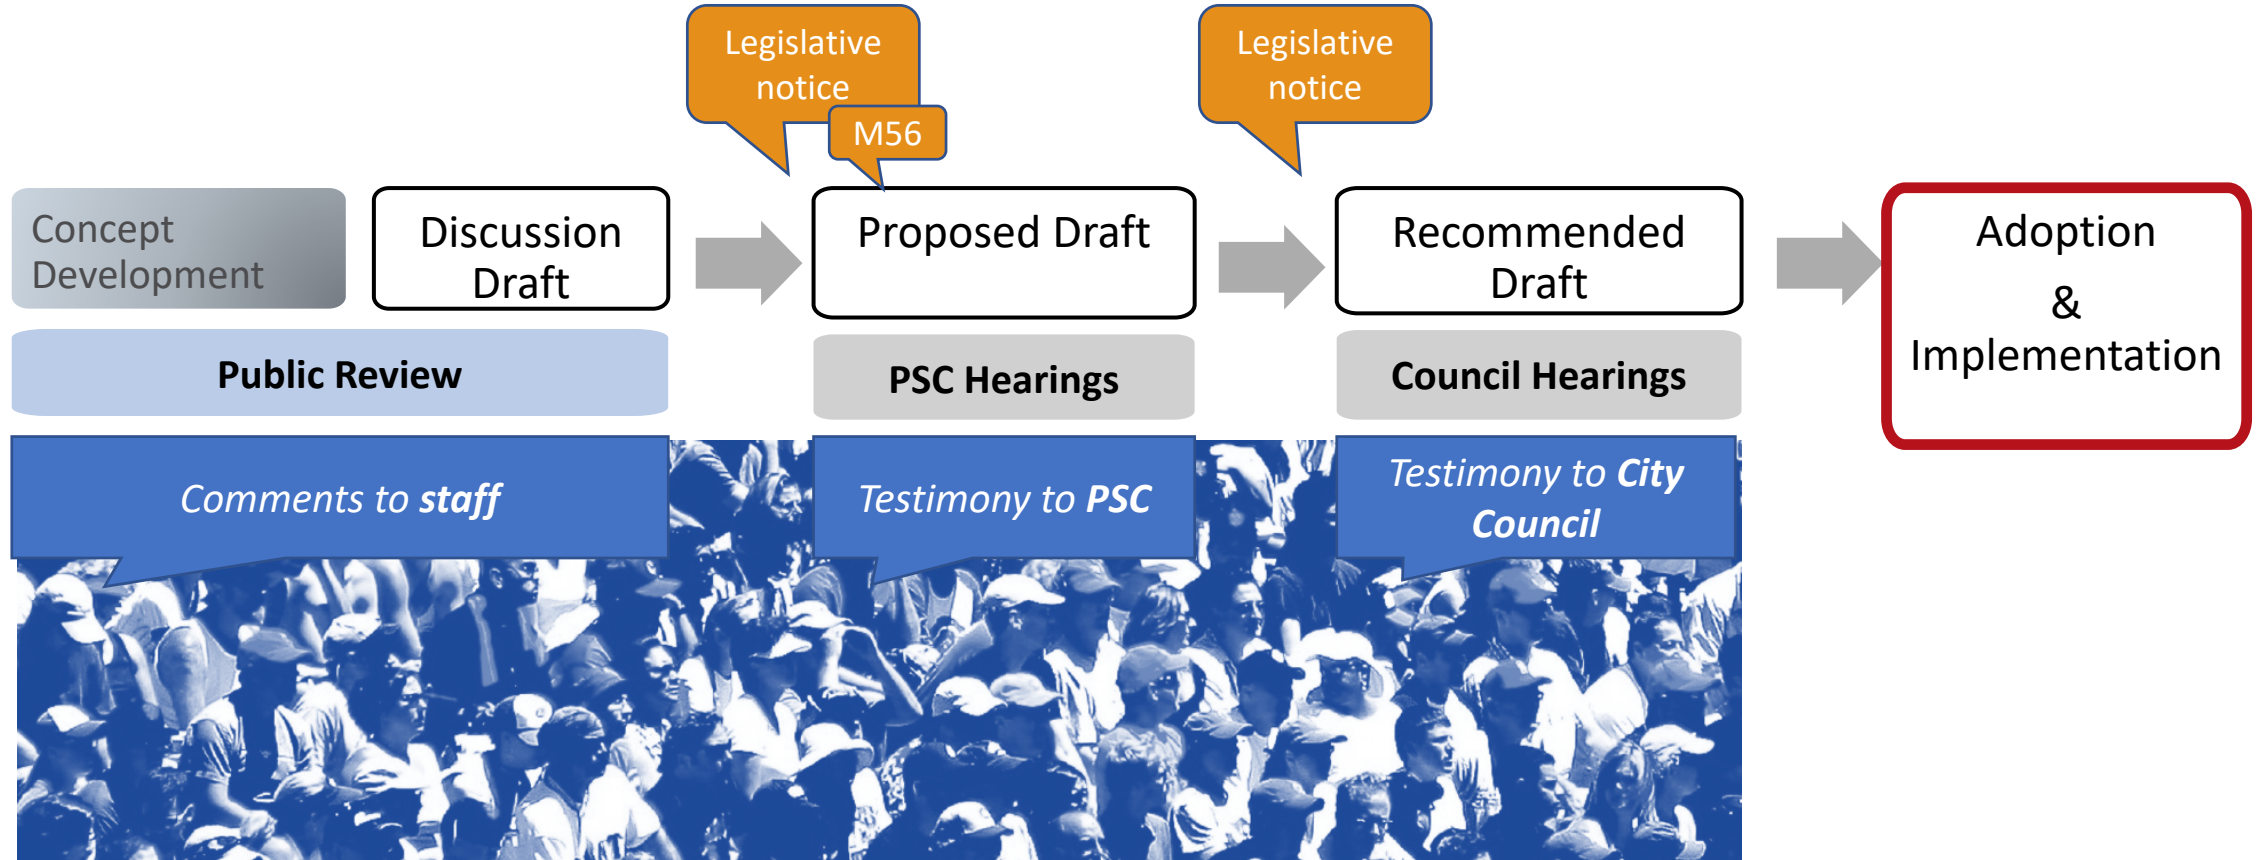 Legislative
notice
M56
Legislative
notice
Concept
Development
Discussion
Draft
Proposed Draft
Recommended
Draft
Adoption
&
Implementation
Public Review
PSC Hearings
Council Hearings
Comments to staff
Testimony to PSC
Testimony to City
Council